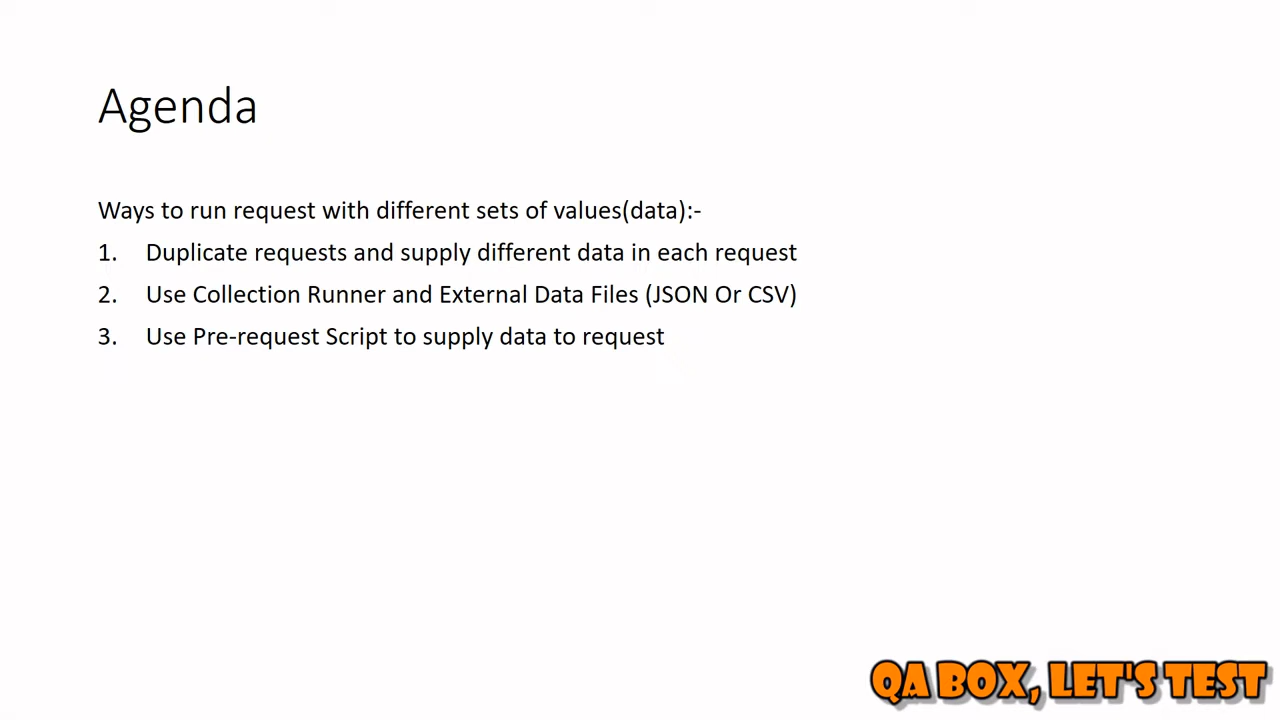 Agenda
Ways to run request with different sets of values(data):-
1. Duplicate requests and supply different data in each request
2. Use Collection Runner and External Data Files (JSON Or CSV)
3. Use Pre-request Script to supply data to request
QA BOX, LET'S TEST